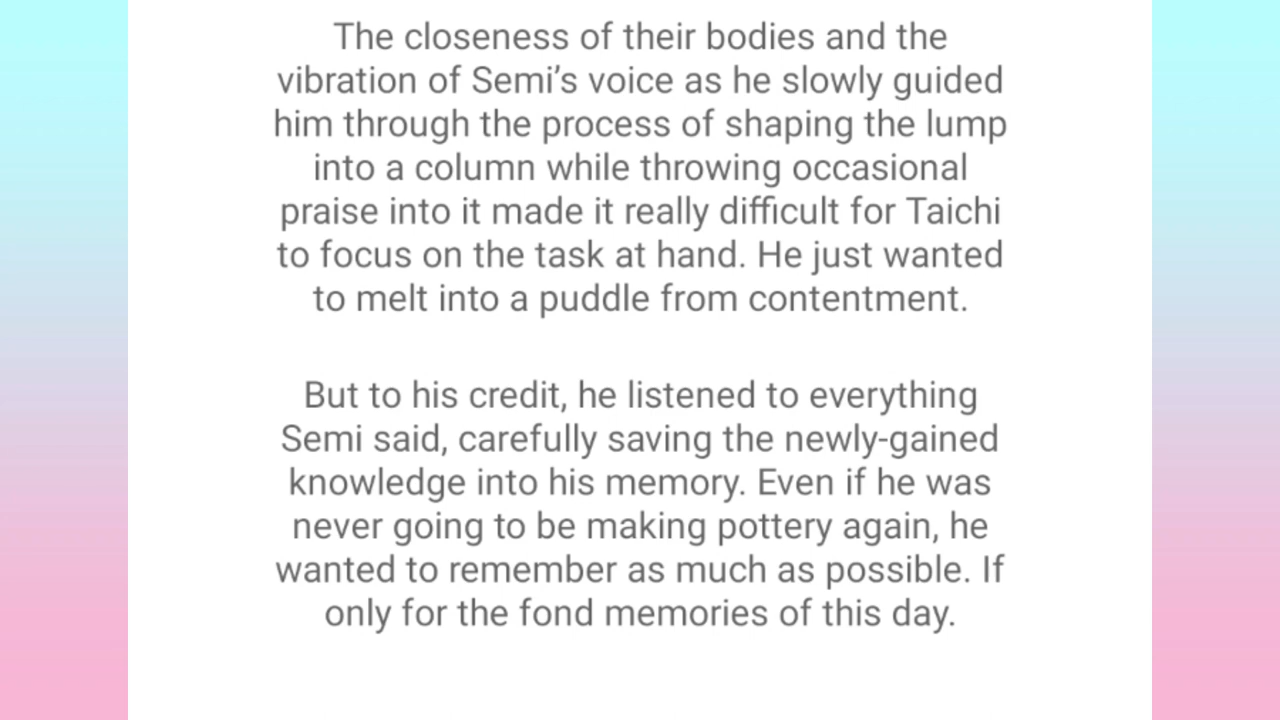 The closeness of their bodies and the
vibration of Semi’s voice as he slowly guided
him through the process of shaping the lump
into a column while throwing occasional
praise into it made it really difficult for Taichi
to focus on the task at hand. He just wanted
to melt into a puddle from contentment.
But to his credit, he listened to everything
Semi said, carefully saving the newly-gained
knowledge into his memory. Even if he was
never going to be making pottery again, he
wanted to remember as much as possible. If
only for the fond memories of this day.